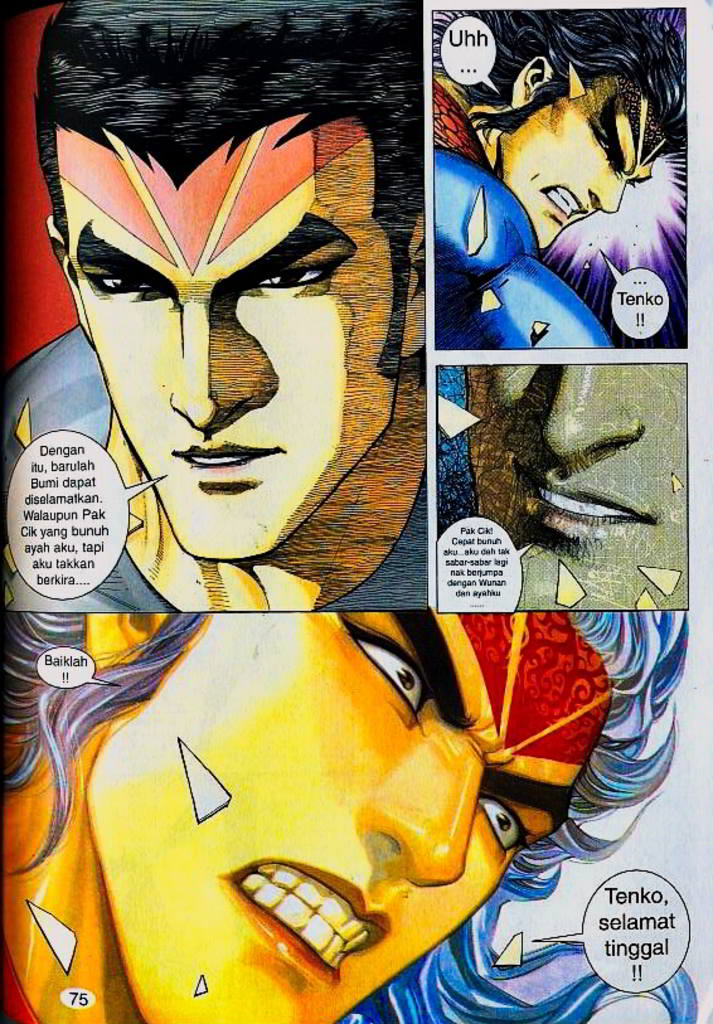 Dengan
itu, barulah
Bumi dapat
diselamatkan.
Walaupun Pak
Cik yang bunuh
ayah aku, tapi
aku takkan
berkira....
Uhh
...
...
Tenko
!!
Pak Cik!
Cepat bunuh
aku...aku dah tak
sabar-sabar lagi
nak berjumpa
dengan Wunan
dan ayahku
......
Baiklah
!!
Tenko,
selamat
tinggal
!!
75